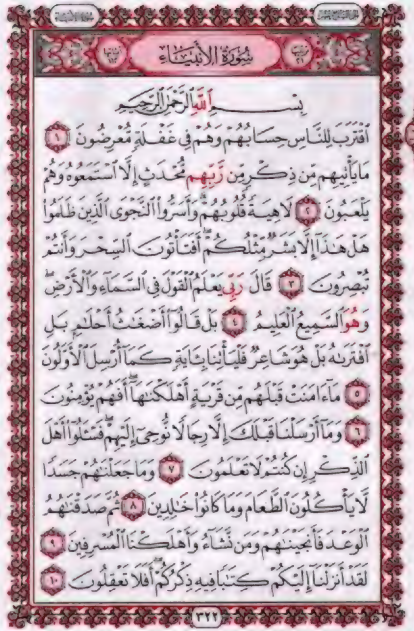 سُورَةُ الأَنبِيَاءِ
بِسْمِ اللَّهِ الرَّحْمَٰنِ الرَّحِيمِ
ٱقْتَرَبَ لِلنَّاسِ حِسَابُهُمْ وَهُمْ فِى غَفْلَةٍ مُّعْرِضُونَ ١
مَا يَأْتِيهِم مِّن ذِكْرٍ مِّن رَّبِّهِم مُّحْدَثٍ إِلَّا ٱسْتَمَعُوهُ وَهُمْ
يَلْعَبُونَ ٢ لَاهِيَةً قُلُوبُهُمْ ۗ وَأَسَرُّوا۟ ٱلنَّجْوَى ٱلَّذِينَ ظَلَمُوا۟
هَلْ هَٰذَآ إِلَّا بَشَرٌ مِّثْلُكُمْ ۖ أَفَتَأْتُونَ ٱلسِّحْرَ وَأَنتُمْ
تُبْصِرُونَ ٣ قَالَ رَبِّى يَعْلَمُ ٱلْقَوْلَ فِى ٱلسَّمَآءِ وَٱلْأَرْضِ ۖ
وَهُوَ ٱلسَّمِيعُ ٱلْعَلِيمُ ٤ بَلْ قَالُوٓا۟ أَضْغَٰثُ أَحْلَٰمٍۭ بَلِ
ٱفْتَرَىٰهُ بَلْ هُوَ شَاعِرٌ فَلْيَأْتِنَا بِـَٔايَةٍ كَمَآ أُرْسِلَ ٱلْأَوَّلُونَ
٥ مَآ ءَامَنَتْ قَبْلَهُم مِّن قَرْيَةٍ أَهْلَكْنَٰهَآ ۖ أَفَهُمْ يُؤْمِنُونَ
٦ وَمَآ أَرْسَلْنَا قَبْلَكَ إِلَّا رِجَالًا نُّوحِىٓ إِلَيْهِمْ ۖ فَسْـَٔلُوٓا۟ أَهْلَ
ٱلذِّكْرِ إِن كُنتُمْ لَا تَعْلَمُونَ ٧ وَمَا جَعَلْنَٰهُمْ جَسَدًا
لَّا يَأْكُلُونَ ٱلطَّعَامَ وَمَا كَانُوا۟ خَٰلِدِينَ ٨ ثُمَّ صَدَقْنَٰهُمُ
ٱلْوَعْدَ فَأَنجَيْنَٰهُمْ وَمَن نَّشَآءُ وَأَهْلَكْنَا ٱلْمُسْرِفِينَ ٩
لَقَدْ أَنزَلْنَآ إِلَيْكُمْ كِتَٰبًا فِيهِ ذِكْرُكُمْ ۖ أَفَلَا تَعْقِلُونَ ١٠
٣٢٢